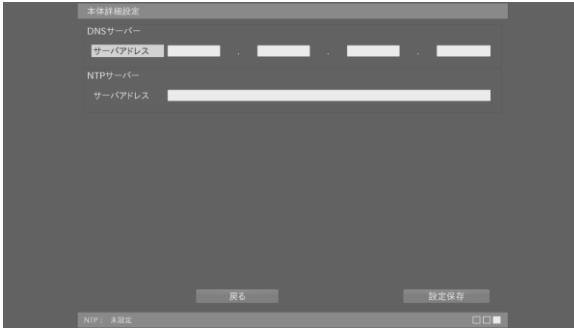 本体詳細設定
DNSサーバー
サーバアドレス . . .
NTPサーバー
サーバアドレス
戻る 設定保存
NTP： 未設定